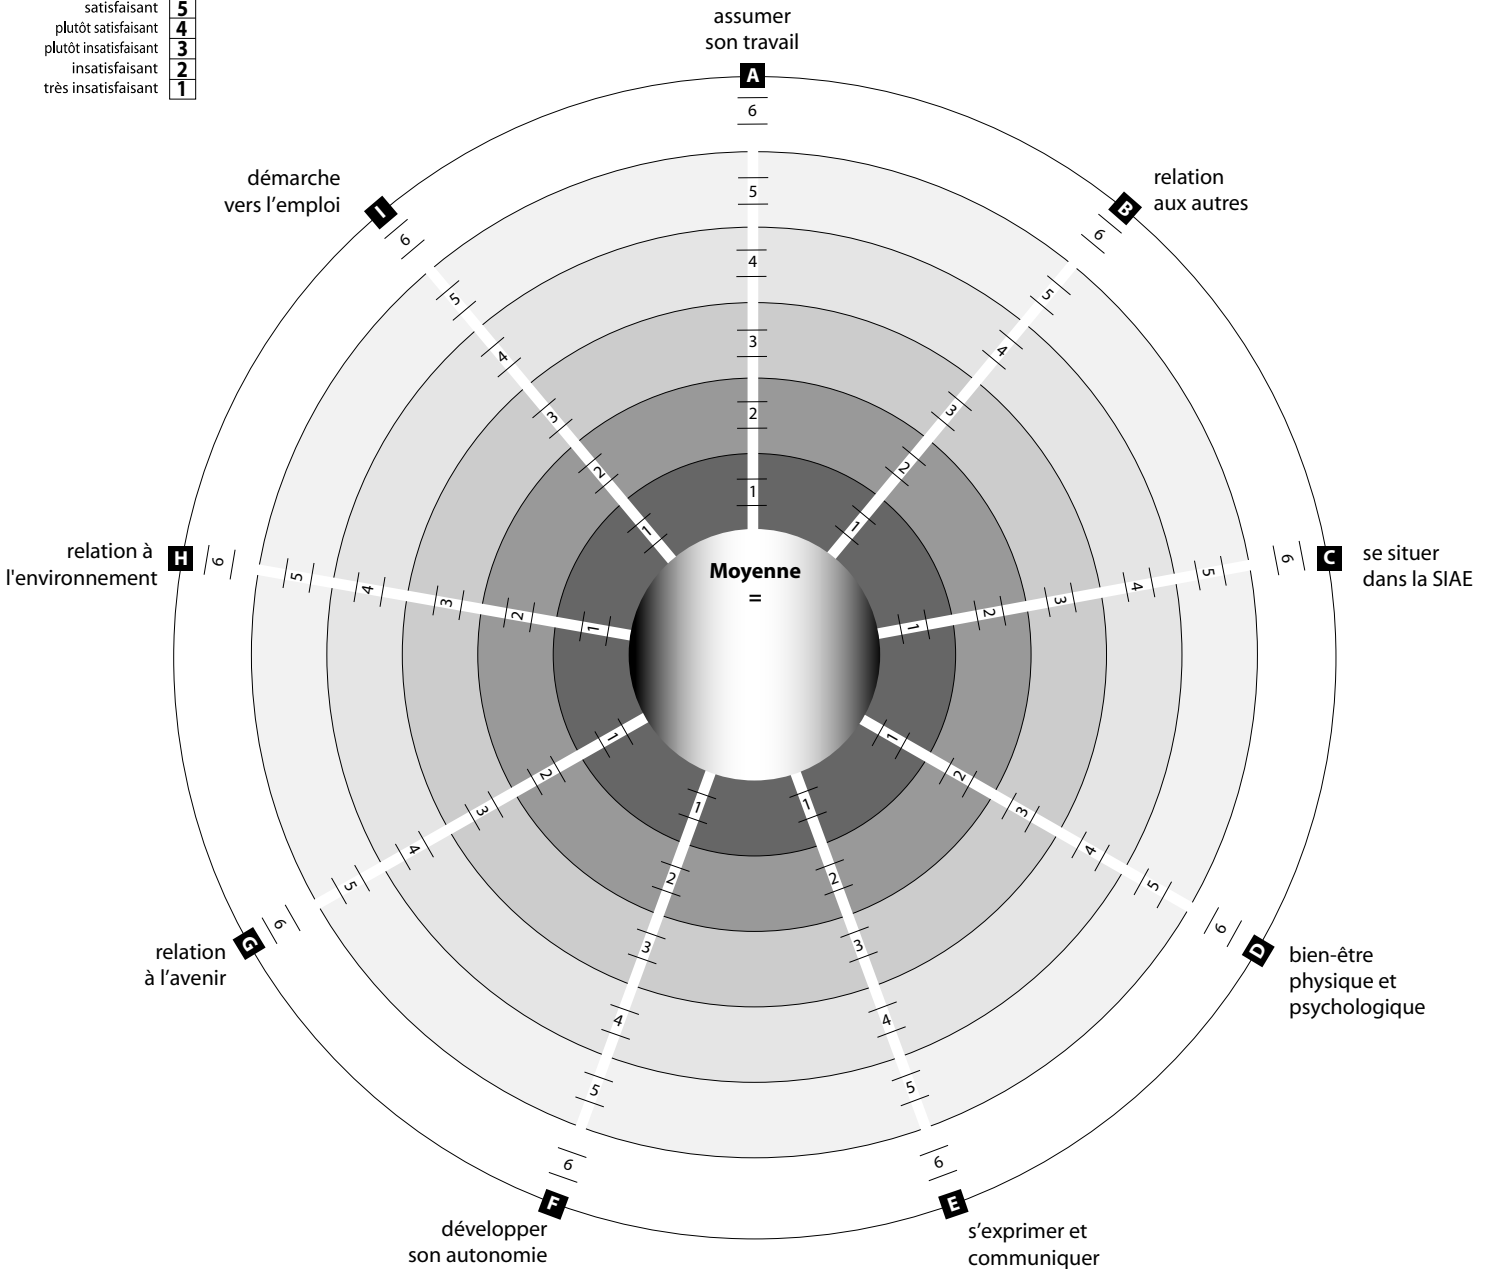 satisfaisant 5
plutôt satisfaisant 4
plutôt insatisfaisant 3
insatisfaisant 2
très insatisfaisant 1
assumer
son travail
A
6
5
4
3
2
1
relation
aux autres
B
6
5
4
3
2
1
se situer
dans la SIAE
C
6
5
4
3
2
1
bien-être
physique et
psychologique
D
6
5
4
3
2
1
s'exprimer et
communiquer
E
6
5
4
3
2
1
développer
son autonomie
F
6
5
4
3
2
1
relation
à l'avenir
G
6
5
4
3
2
1
relation à
l'environnement
H
6
5
4
3
2
1
démarche
vers l'emploi
I
6
5
4
3
2
1
Moyenne
=